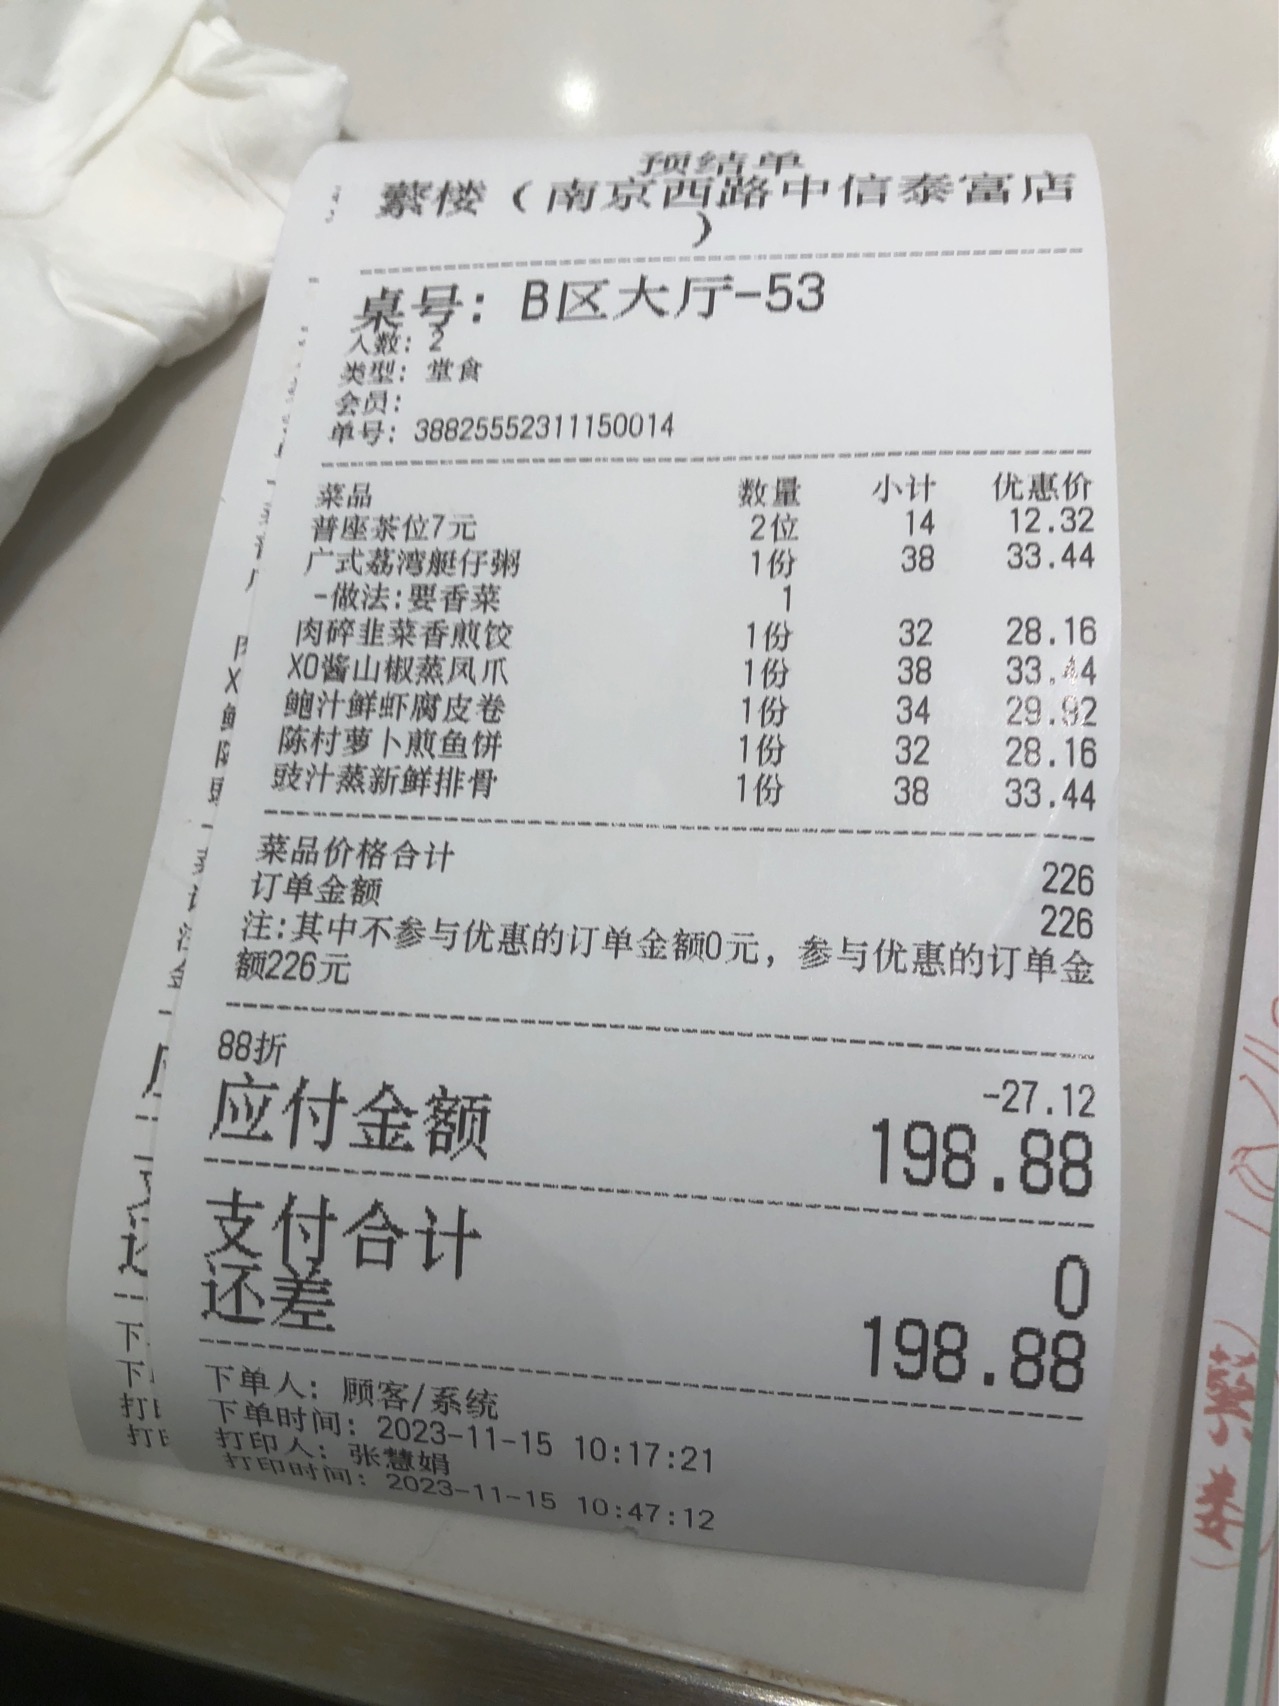 预结单
蘩楼（南京西路中信泰富店
）
桌号: B区大厅-53
人数: 2
类型: 堂食
会员:
单号: 38825552311150014
菜品 数量 小计 优惠价
普座茶位7元 2位 14 12.32
广式荔湾艇仔粥 1份 38 33.44
-做法:要香菜 1
肉碎韭菜香煎饺 1份 32 28.16
XO酱山椒蒸凤爪 1份 38 33.44
鲍汁鲜虾腐皮卷 1份 34 29.92
陈村萝卜煎鱼饼 1份 32 28.16
豉汁蒸新鲜排骨 1份 38 33.44
菜品价格合计 226
订单金额 226
注:其中不参与优惠的订单金额0元, 参与优惠的订单金
额226元
88折 -27.12
应付金额 198.88
支付合计 0
还差 198.88
下单人: 顾客/系统
下单时间: 2023-11-15 10:17:21
打印人: 张慧娟
打印时间: 2023-11-15 10:47:12